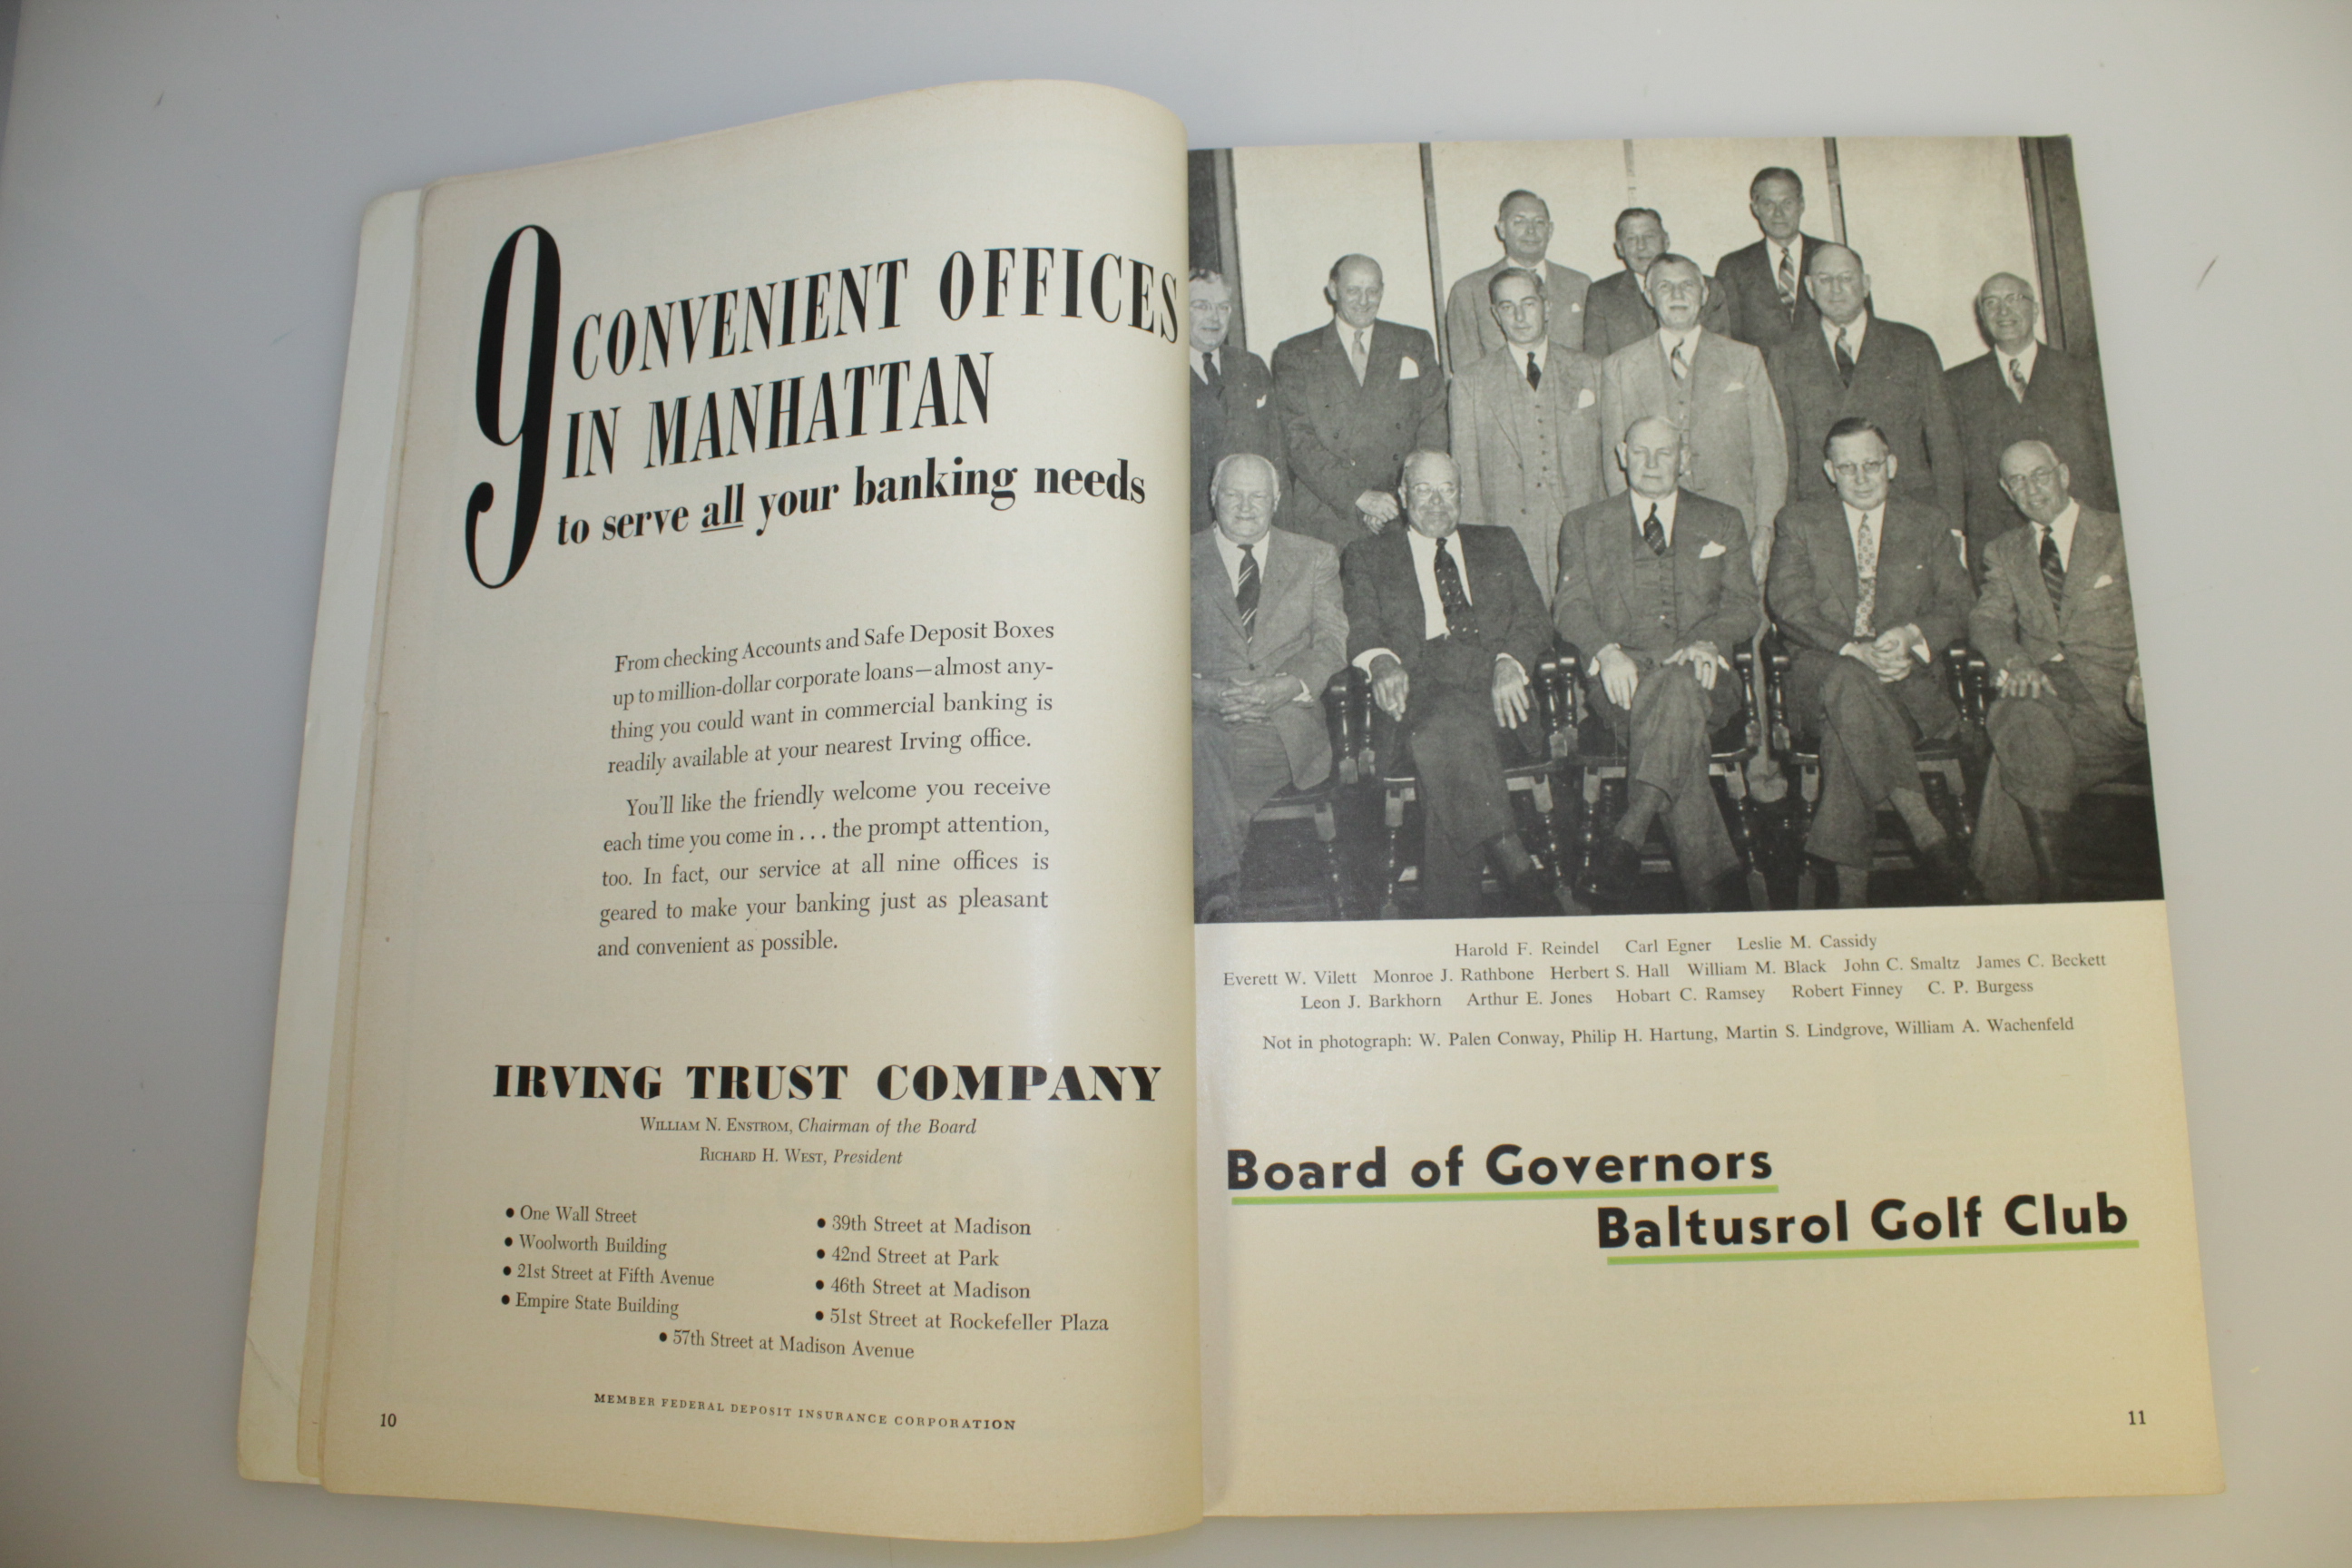 9 CONVENIENT OFFICES
IN MANHATTAN
to serve all your banking needs
From checking Accounts and Safe Deposit Boxes
up to million-dollar corporate loans—almost any-
thing you could want in commercial banking is
readily available at your nearest Irving office.
You'll like the friendly welcome you receive
each time you come in . . . the prompt attention,
too. In fact, our service at all nine offices is
geared to make your banking just as pleasant
and convenient as possible.
IRVING TRUST COMPANY
WILLIAM N. ENSTROM, Chairman of the Board
RICHARD H. WEST, President
• One Wall Street
• Woolworth Building
• 21st Street at Fifth Avenue
• Empire State Building
• 39th Street at Madison
• 42nd Street at Park
• 46th Street at Madison
• 51st Street at Rockefeller Plaza
• 57th Street at Madison Avenue
MEMBER FEDERAL DEPOSIT INSURANCE CORPORATION
10
Harold F. Reindel Carl Egner Leslie M. Cassidy
Everett W. Vilett Monroe J. Rathbone Herbert S. Hall William M. Black John C. Smaltz James C. Beckett
Leon J. Barkhorn Arthur E. Jones Hobart C. Ramsey Robert Finney C. P. Burgess
Not in photograph: W. Palen Conway, Philip H. Hartung, Martin S. Lindgrove, William A. Wachenfeld
Board of Governors
Baltusrol Golf Club
11